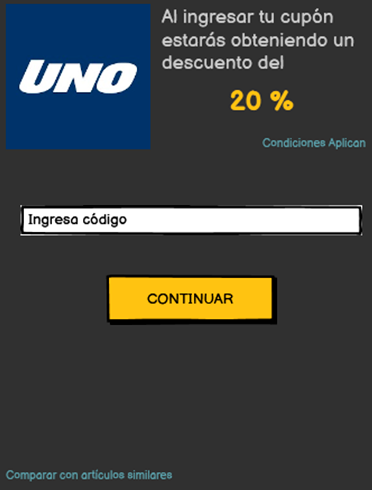 UNO
Al ingresar tu cupón
estarás obteniendo un
descuento del
20 %
Condiciones Aplican
Ingresa código
CONTINUAR
Comparar con artículos similares